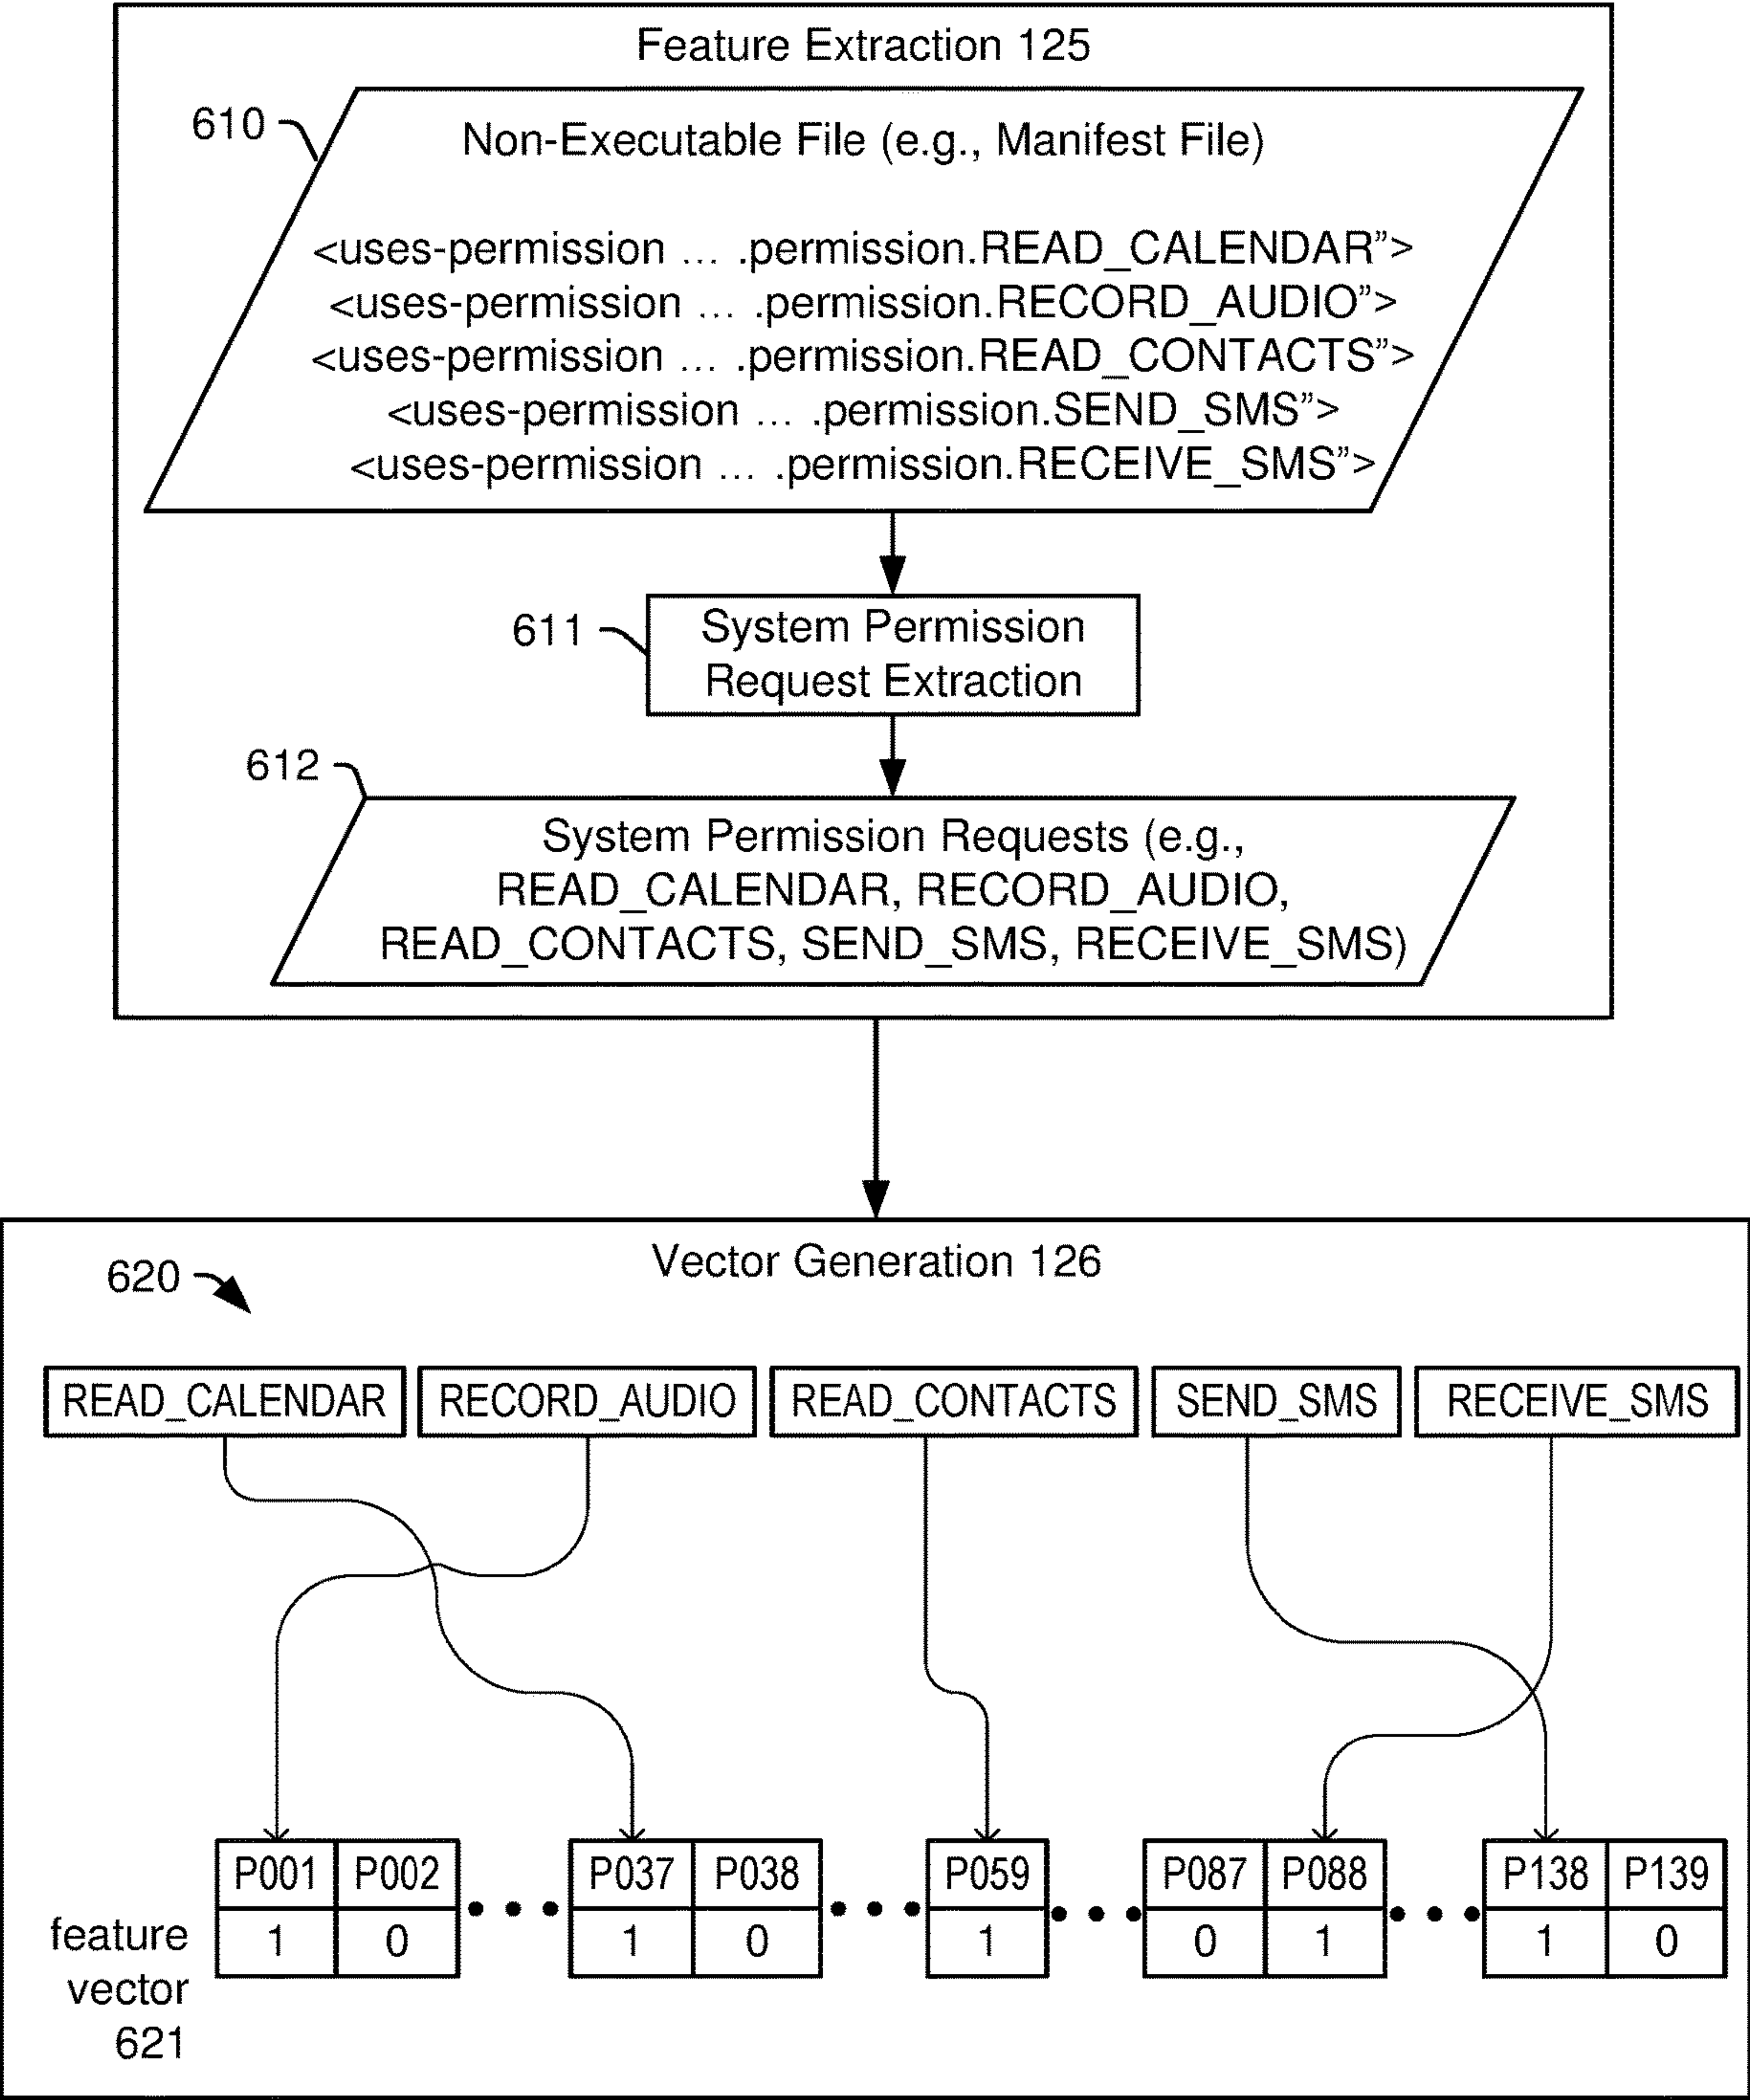 Feature Extraction 125
610
Non-Executable File (e.g., Manifest File)
<uses-permission ... .permission.READ_CALENDAR”>
<uses-permission ... .permission.RECORD_AUDIO”>
<uses-permission ... .permission.READ_CONTACTS”>
<uses-permission ... .permission.SEND_SMS”>
<uses-permission ... .permission.RECEIVE_SMS”>
611
System Permission
Request Extraction
612
System Permission Requests (e.g.,
READ_CALENDAR, RECORD_AUDIO,
READ_CONTACTS, SEND_SMS, RECEIVE_SMS)
Vector Generation 126
620
READ_CALENDAR RECORD_AUDIO READ_CONTACTS SEND_SMS RECEIVE_SMS
P001 P002 P037 P038 P059 P087 P088 P138 P139
1 0 1 0 1 0 1 1 0
feature
vector
621